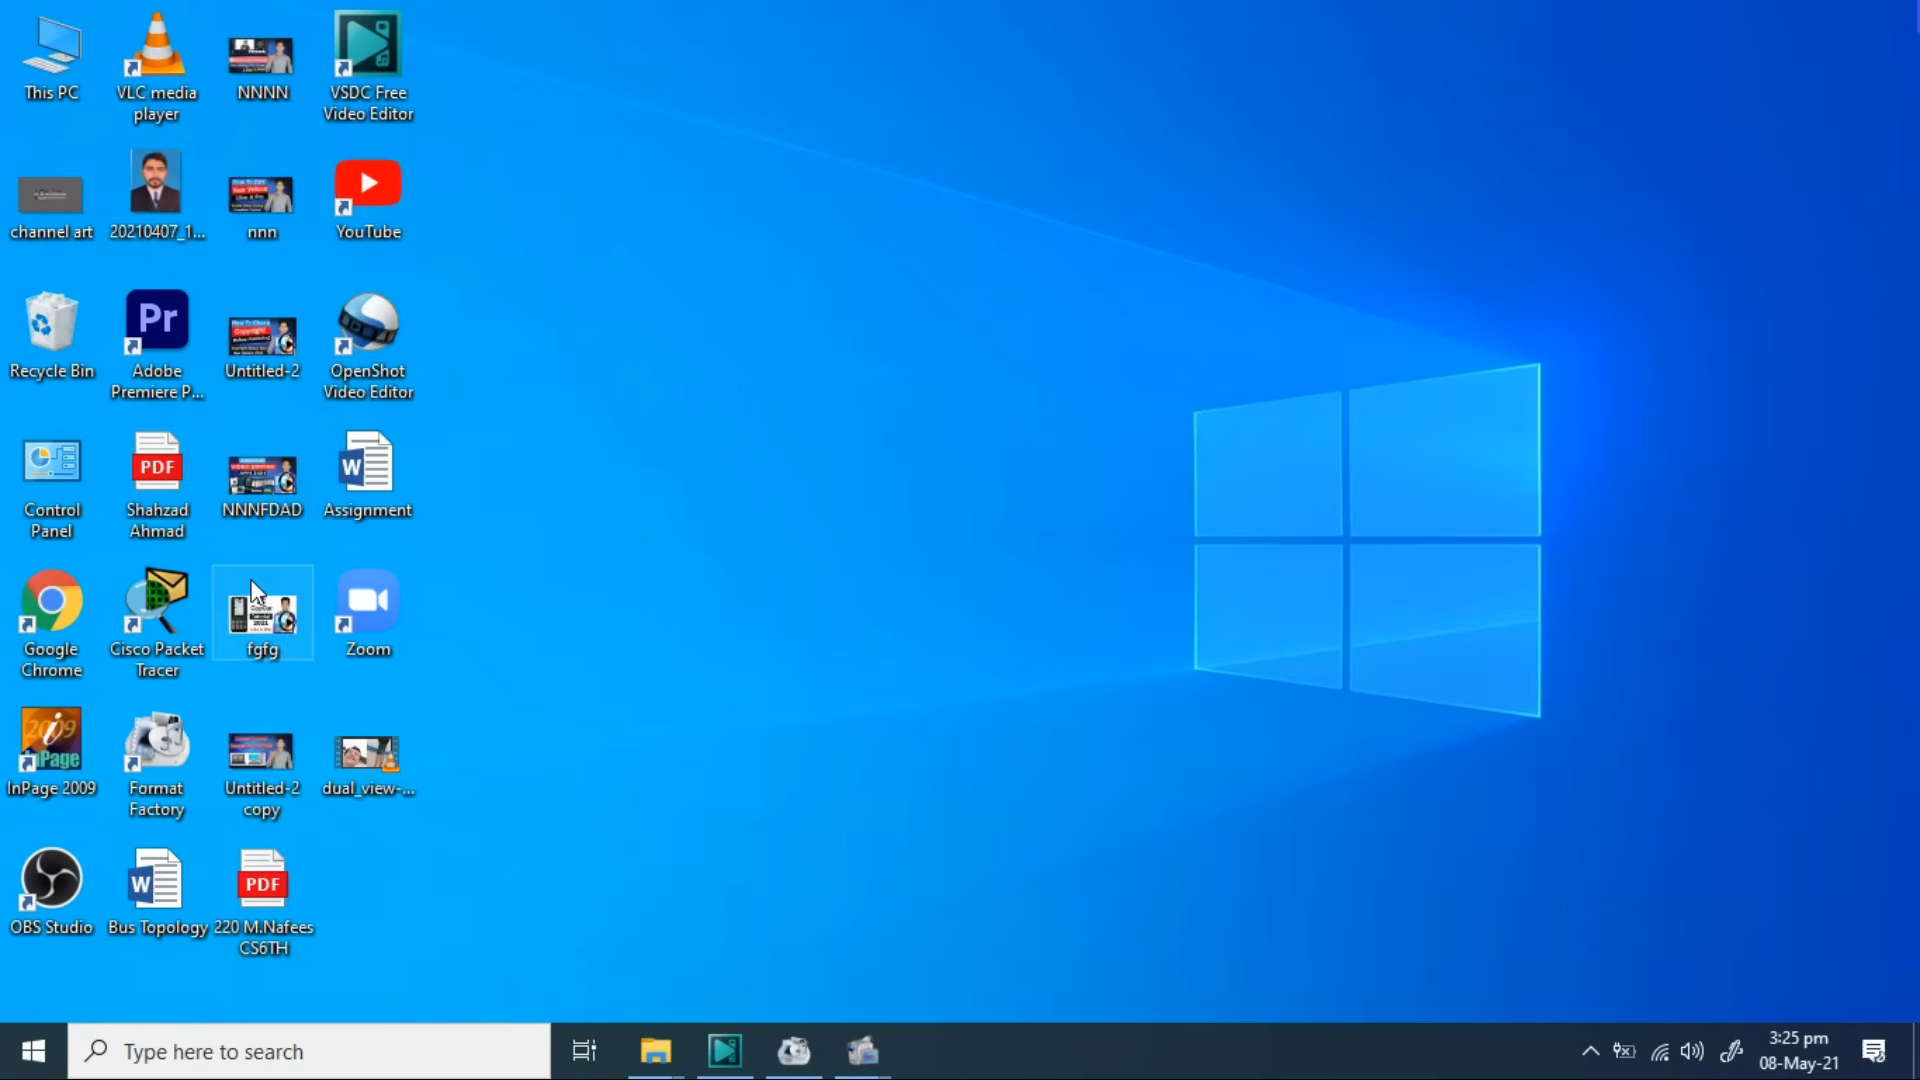 This PC
VLC media
player
NNNN
VSDC Free
Video Editor
channel art
20210407_1...
nnn
YouTube
Recycle Bin
Pr
Adobe
Premiere P...
Untitled-2
OpenShot
Video Editor
Control
Panel
PDF
Shahzad
Ahmad
NNNFDAD
W
Assignment
Google
Chrome
Cisco Packet
Tracer
fgfg
Zoom
2009
InPage
InPage 2009
Format
Factory
Untitled-2
copy
dual_view-...
OBS Studio
W
Bus Topology
PDF
220 M.Nafees
CS6TH
Type here to search
3:25 pm
08-May-21